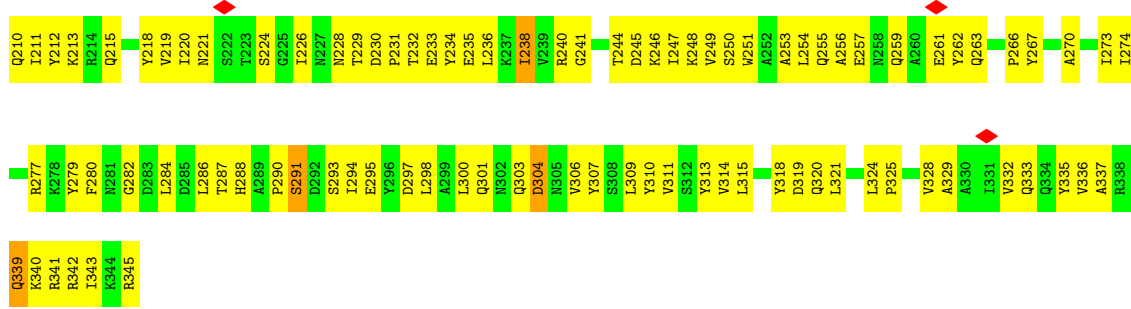 Q210 I211 Y212 K213 R214 Q215 Y218 V219 I220 N221 S222 T223 S224 G225 I226 N227 N228 T229 D230 P231 T232 E233 Y234 E235 L236 K237 I238 V239 R240 G241 T244 D245 K246 I247 K248 V249 S250 W251 A252 A253 L254 Q255 A256 E257 N258 Q259 A260 E261 Y262 Q263 P266 Y267 A270 I273 I274
R277 K278 Y279 F280 N281 G282 D283 L284 D285 L286 T287 H288 A289 P290 S291 D292 S293 I294 E295 Y296 D297 L298 A299 L300 Q301 N302 Q303 D304 N305 V306 Y307 S308 L309 Y310 V311 S312 Y313 V314 L315 Y318 D319 Q320 L321 L324 P325 V328 A329 A330 I331 V332 Q333 Q334 Y335 V336 A337 R338
Q339 K340 R341 R342 I343 K344 R345